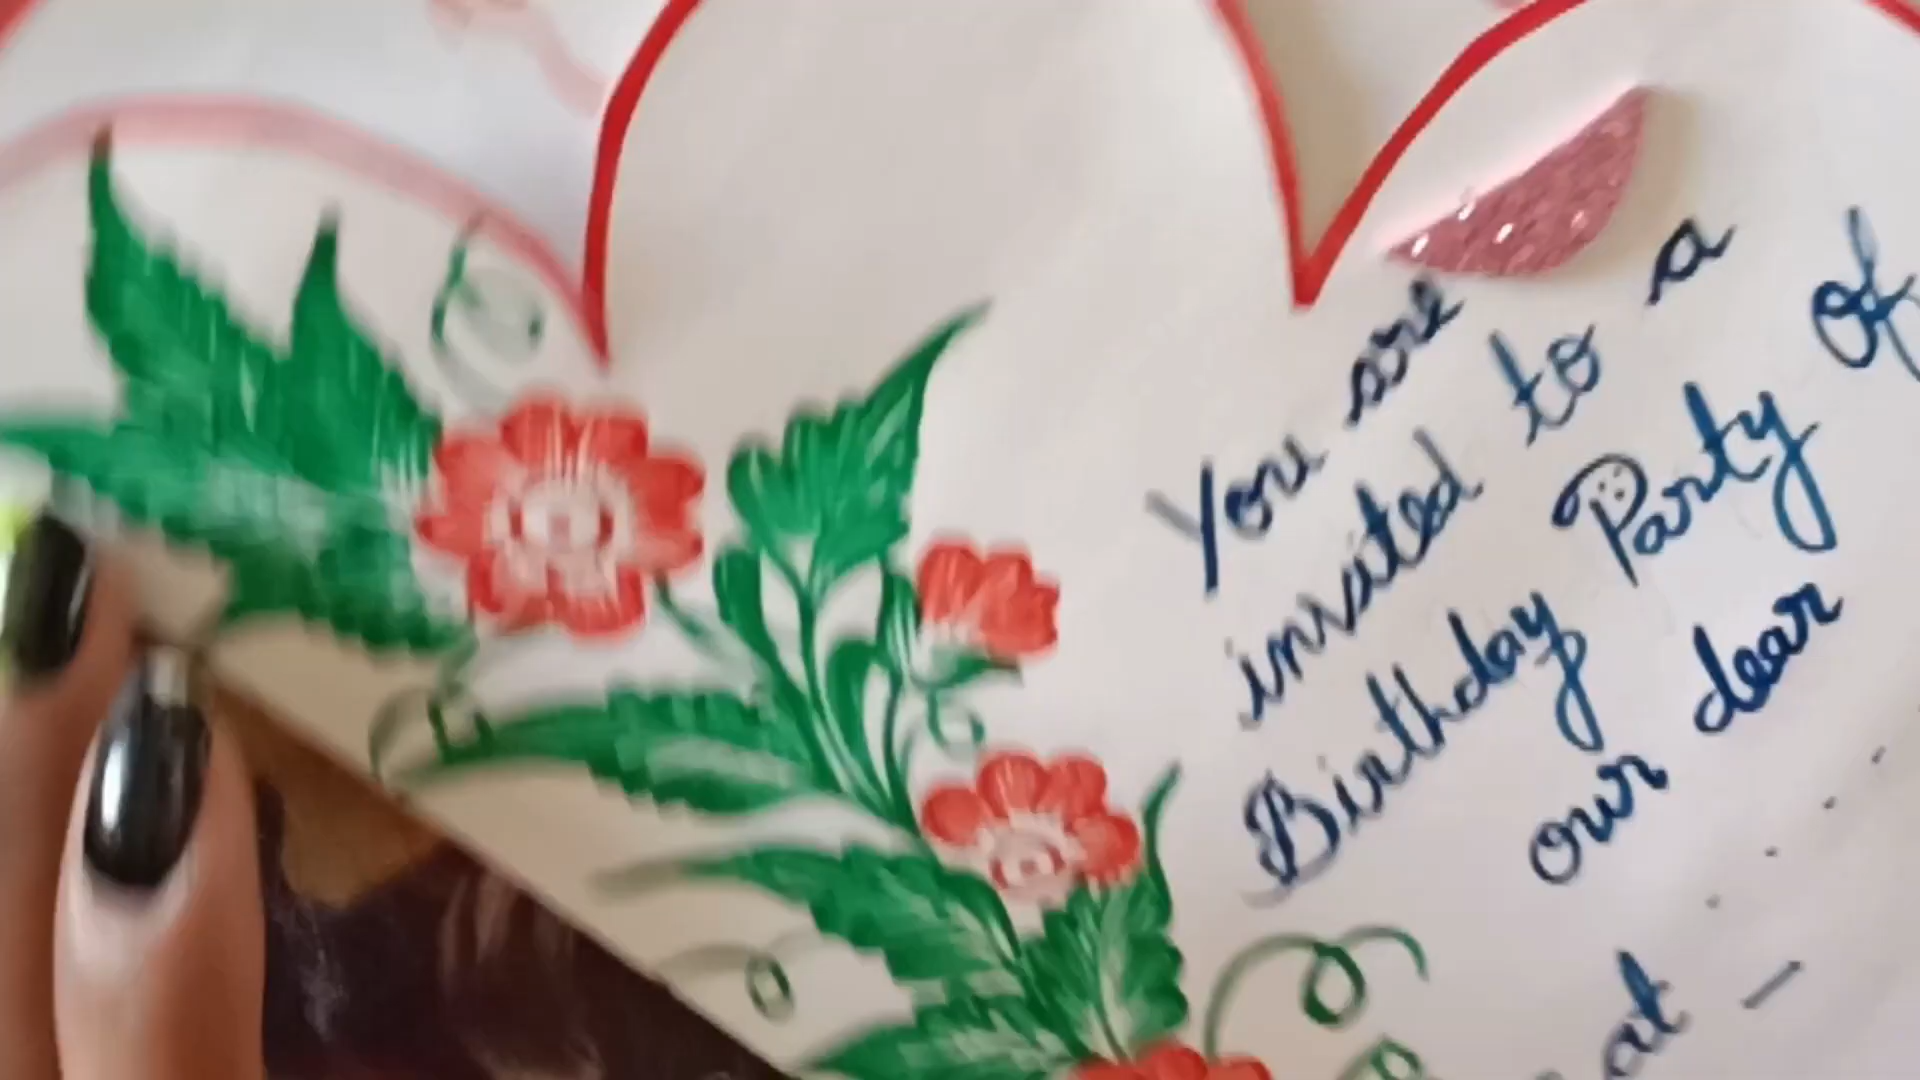 You are
invited to a
Birthday Party of
our dear
at -